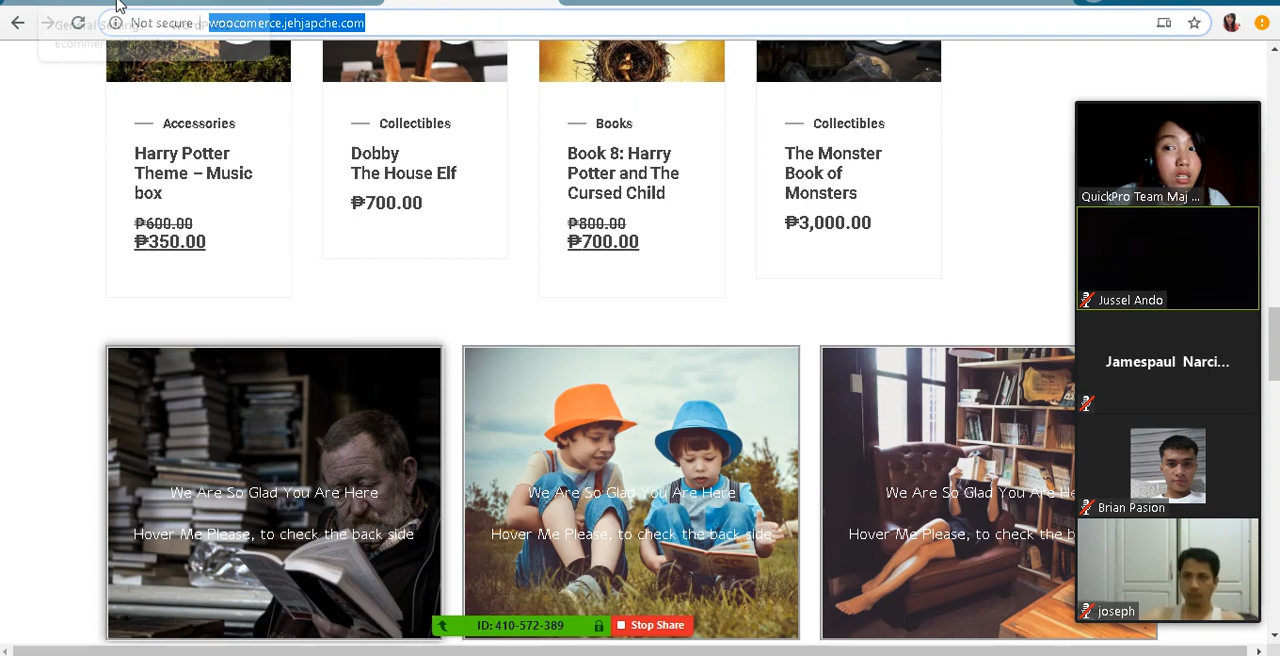 Not secure
woocomerce.jehjapche.com
General Settings
Accessories
Harry Potter
Theme – Music
box
₱600.00
₱350.00
Collectibles
Dobby
The House Elf
₱700.00
Books
Book 8: Harry
Potter and The
Cursed Child
₱800.00
₱700.00
Collectibles
The Monster
Book of
Monsters
₱3,000.00
We Are So Glad You Are Here
Hover Me Please, to check the back side
We Are So Glad You Are Here
Hover Me Please, to check the back side
We Are So Glad You Are He
Hover Me Please, to check the b
QuickPro Team Maj ...
Jussel Ando
Jamespaul Narci...
Brian Pasion
joseph
ID: 410-572-389
Stop Share